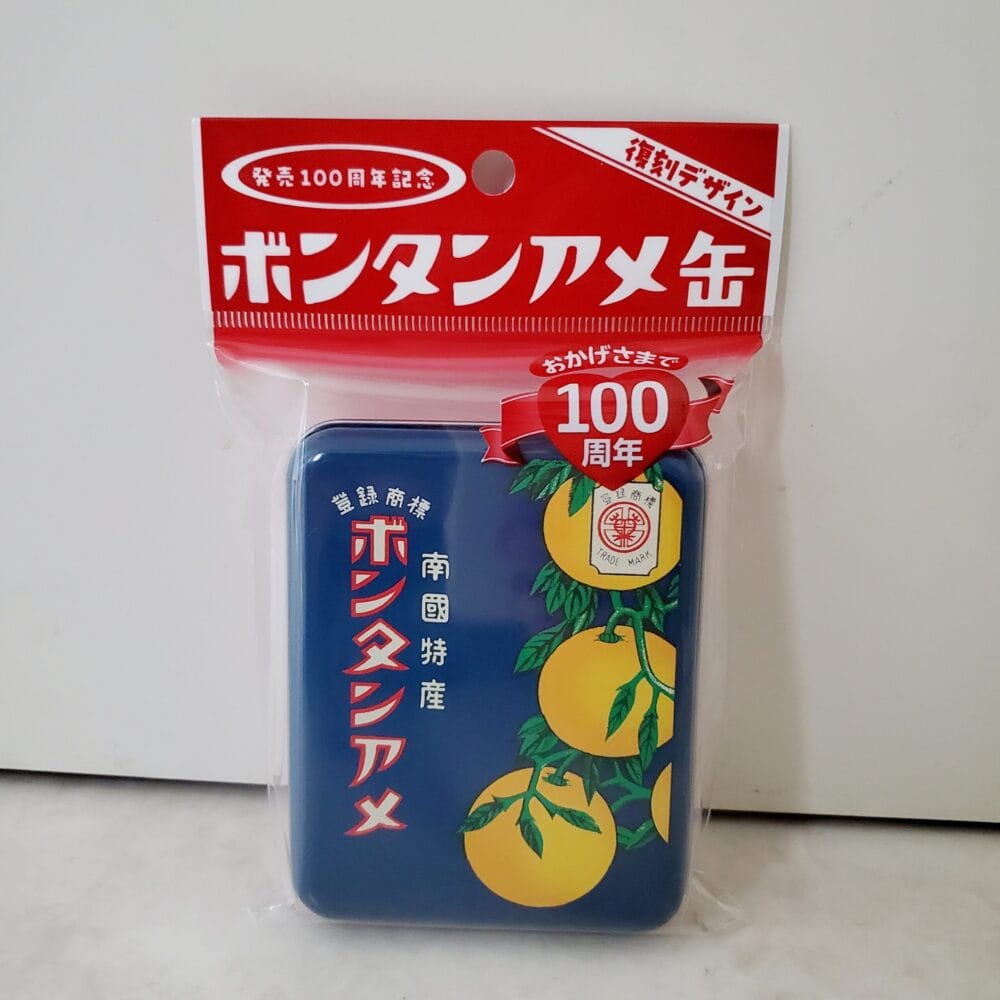 発売100周年記念
復刻デザイン
ボンタンアメ缶
おかげさまで
100
周年
登録商標
ボンタンアメ
南國特産
登録商標
TRADE MARK